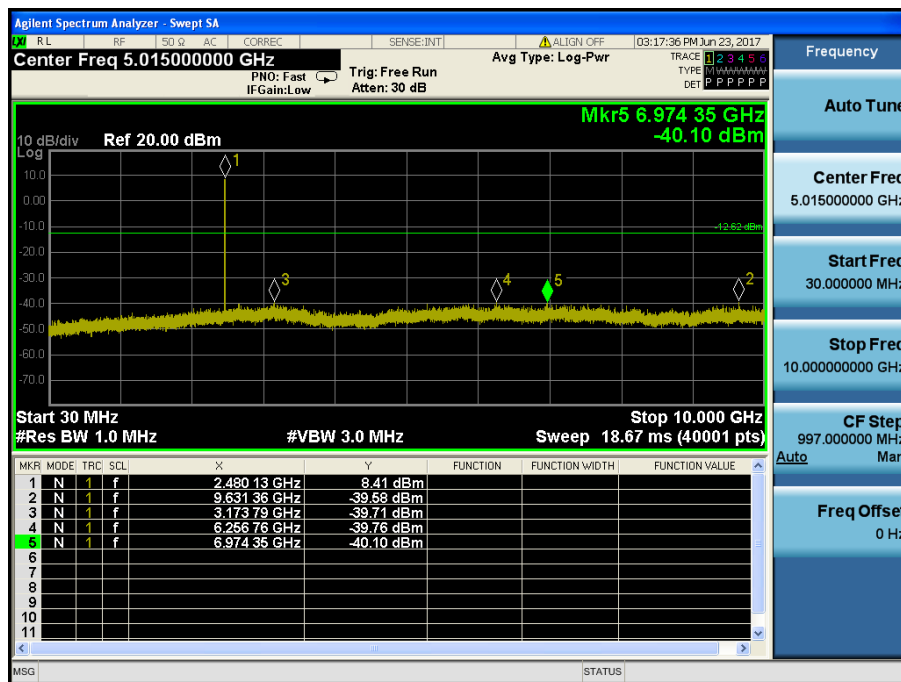 Agilent Spectrum Analyzer - Swept SA
LXI RL RF 50 Ω AC CORREC SENSE:INT ALIGN OFF 03:17:36 PM Jun 23, 2017
Center Freq 5.015000000 GHz
PNO: Fast
IFGain:Low
Trig: Free Run
Atten: 30 dB
Avg Type: Log-Pwr
TRACE 1 2 3 4 5 6
TYPE M
DET P P P P P P
Mkr5 6.974 35 GHz
-40.10 dBm
10 dB/div
Log
Ref 20.00 dBm
10.0
0.00
-10.0
-20.0
-30.0
-40.0
-50.0
-60.0
-70.0
1
-12.62 dBm
3
4
5
2
Start 30 MHz
Stop 10.000 GHz
#Res BW 1.0 MHz
#VBW 3.0 MHz
Sweep 18.67 ms (40001 pts)
MKR MODE TRC SCL X Y FUNCTION FUNCTION WIDTH FUNCTION VALUE
1 N 1 f 2.480 13 GHz 8.41 dBm
2 N 1 f 9.631 36 GHz -39.58 dBm
3 N 1 f 3.173 79 GHz -39.71 dBm
4 N 1 f 6.256 76 GHz -39.76 dBm
5 N 1 f 6.974 35 GHz -40.10 dBm
6
7
8
9
10
11
MSG
STATUS
Frequency
Auto Tune
Center Freq
5.015000000 GHz
Start Freq
30.000000 MHz
Stop Freq
10.000000000 GHz
CF Step
997.000000 MHz
Auto Man
Freq Offset
0 Hz